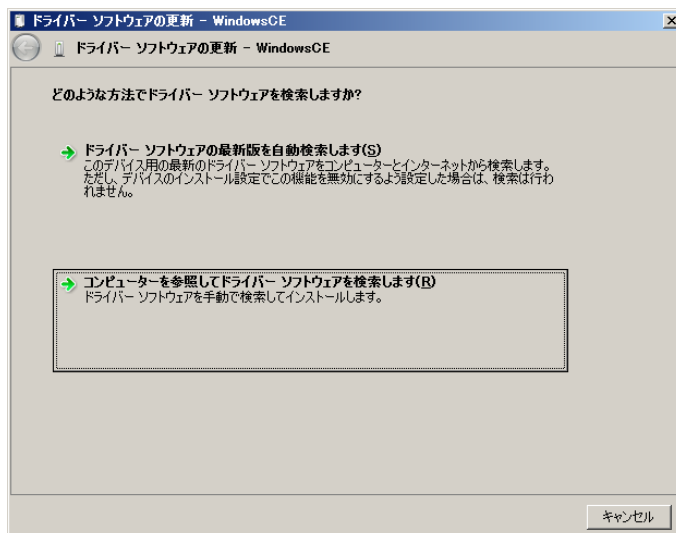 ドライバー ソフトウェアの更新 - WindowsCE
ドライバー ソフトウェアの更新 - WindowsCE
どのような方法でドライバー ソフトウェアを検索しますか?
ドライバー ソフトウェアの最新版を自動検索します(S)
このデバイス用の最新のドライバー ソフトウェアをコンピューターとインターネットから検索します。
ただし、デバイスのインストール設定でこの機能を無効にするよう設定した場合は、検索は行わ
れません。
コンピューターを参照してドライバー ソフトウェアを検索します(R)
ドライバー ソフトウェアを手動で検索してインストールします。
キャンセル